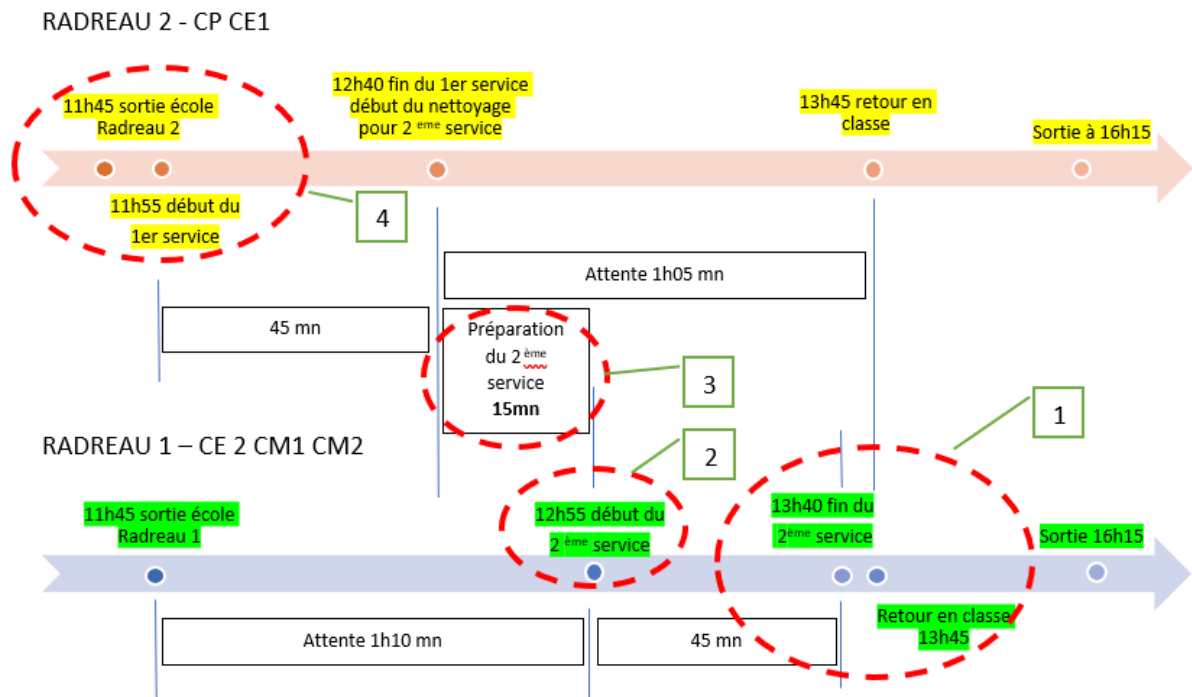 RADREAU 2 - CP CE1
11h45 sortie école
Radreau 2
12h40 fin du 1er service
début du nettoyage
pour 2 eme service
13h45 retour en
classe
Sortie à 16h15
11h55 début du
1er service
4
Attente 1h05 mn
45 mn
Préparation
du 2ème
service
15mn
3
1
RADREAU 1 – CE 2 CM1 CM2
2
11h45 sortie école
Radreau 1
12h55 début du
2 ème service
13h40 fin du
2ème service
Sortie 16h15
Retour en classe
13h45
Attente 1h10 mn
45 mn